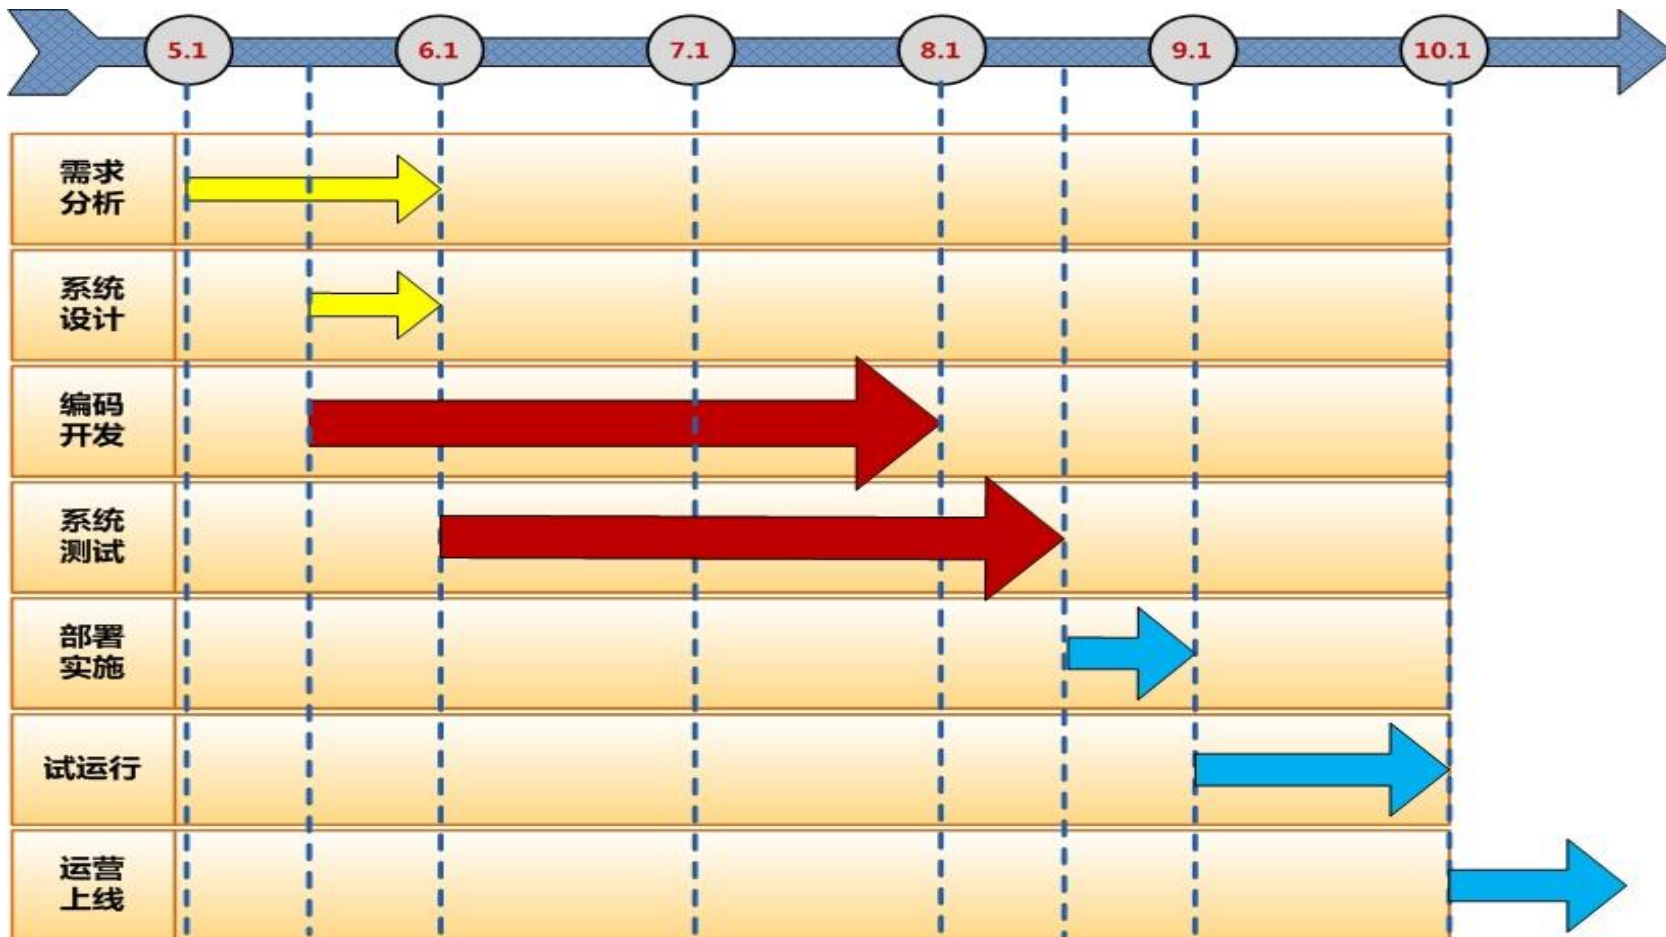 5.1 6.1 7.1 8.1 9.1 10.1
需求
分析
系统
设计
编码
开发
系统
测试
部署
实施
试运行
运营
上线